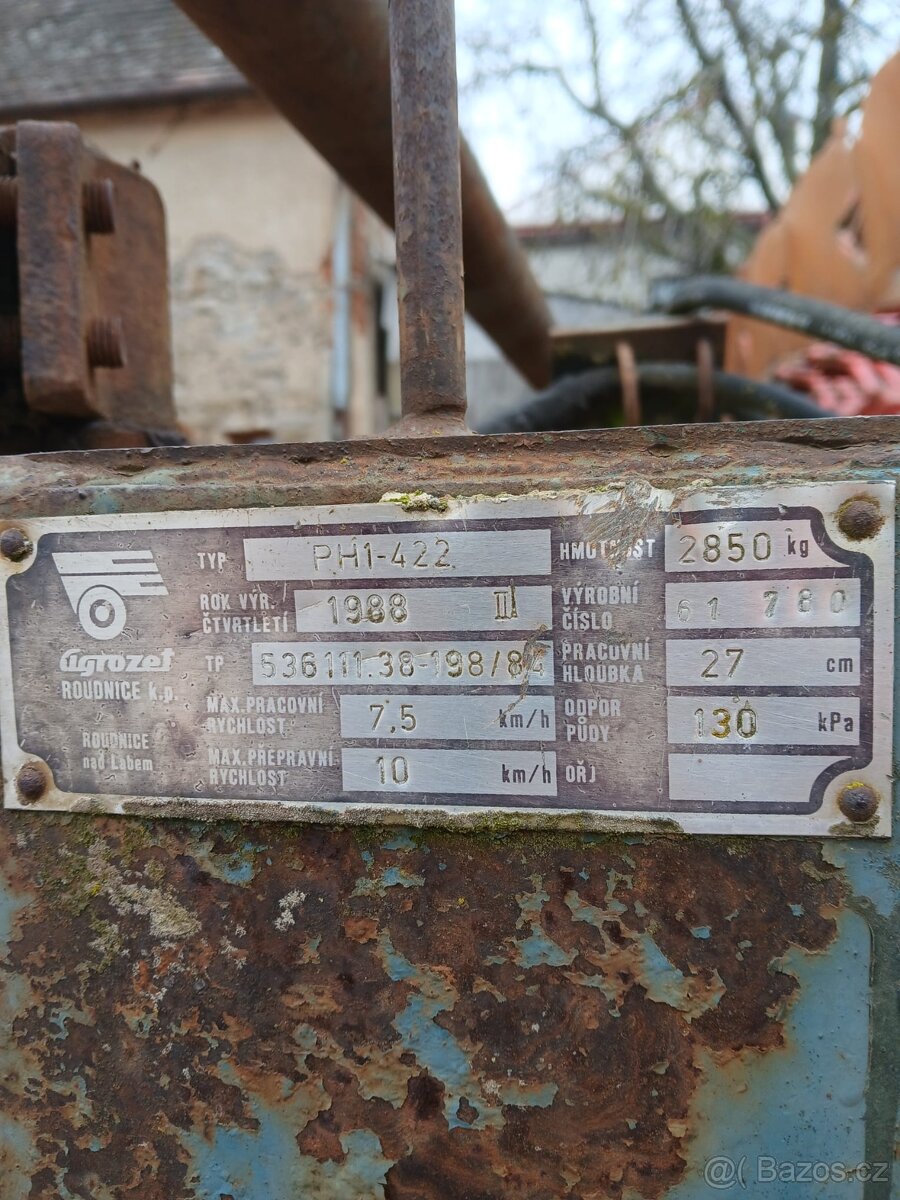 TYP PH1-422 HMOTNOST 2850 kg
ROK VÝR. ČTVRTLETÍ 1988 III VÝROBNÍ ČÍSLO 61 780
agrozet
ROUDNICE k.p.
TP 536111.38-198/84 PRACOVNÍ HLOUBKA 27 cm
MAX. PRACOVNÍ RYCHLOST 7,5 km/h ODPOR PŮDY 130 kPa
ROUDNICE
nad Labem
MAX. PŘEPRAVNÍ RYCHLOST 10 km/h OŘJ
@( Bazos.cz